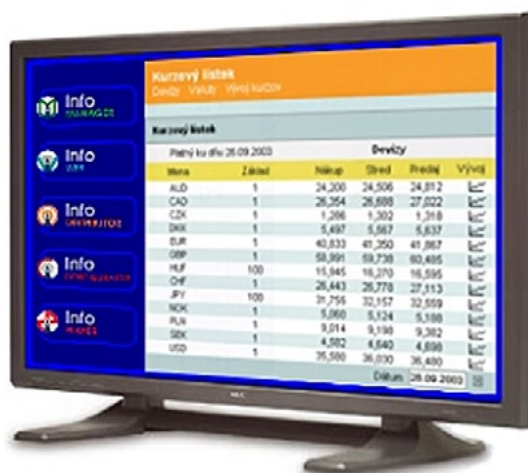 Info
MANAGER
Info
WEB
Info
DISTRIBUTOR
Info
Info
MAKER
Kurzový lístok
Devízy Valuty Vývoj kurzov
Kurzový lístok
Platný ku dňu 26.09.2003 Devízy
Mena Základ Nákup Stred Predaj Vývoj
AUD 1 24,200 24,506 24,812
CAD 1 26,354 26,688 27,022
CZK 1 1,286 1,302 1,318
DKK 1 5,497 5,567 5,637
EUR 1 40,833 41,350 41,867
GBP 1 58,991 59,738 60,485
HUF 100 15,945 16,270 16,595
CHF 1 26,443 26,778 27,113
JPY 100 31,755 32,157 32,559
NOK 1 5,060 5,124 5,188
PLN 1 9,014 9,198 9,382
SEK 1 4,582 4,640 4,698
USD 1 35,580 36,030 36,480
Dátum 26.09.2003
NEC